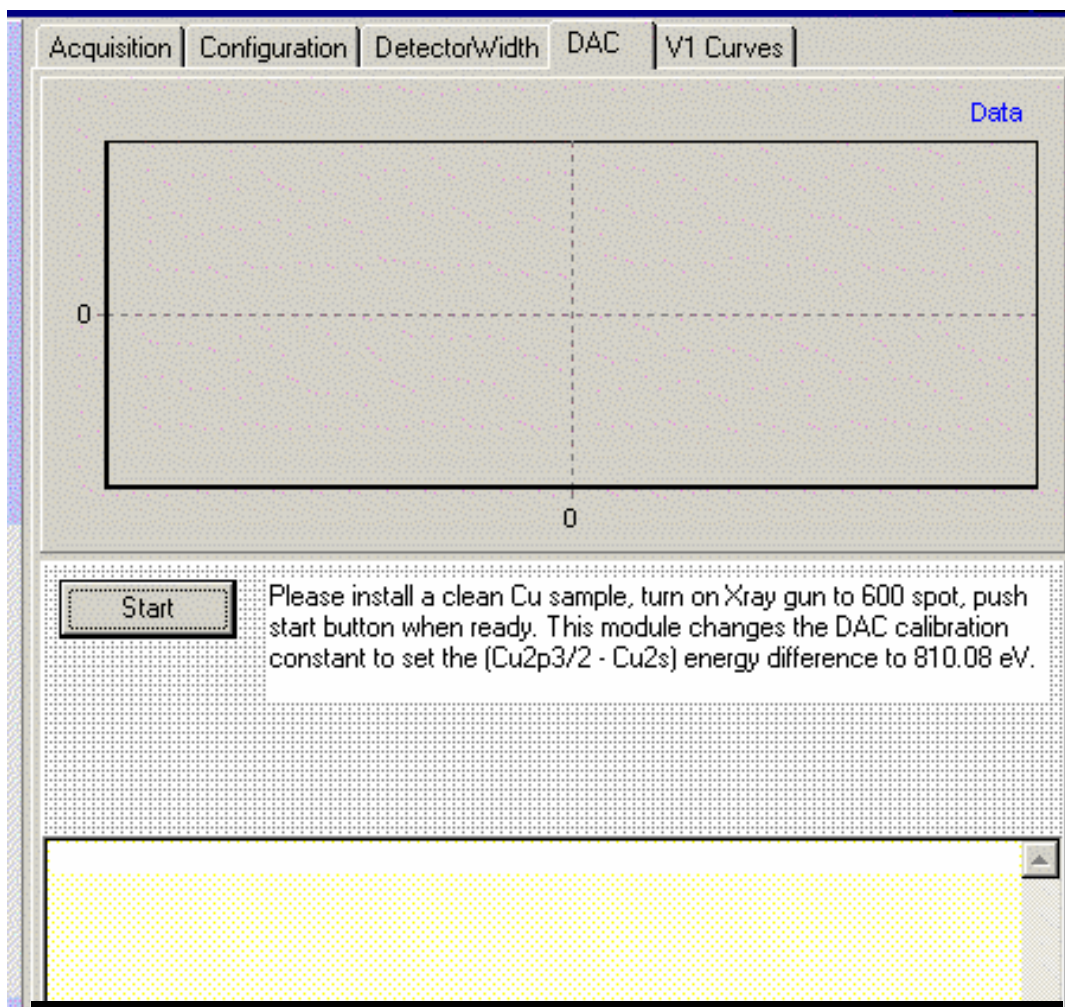 Acquisition Configuration DetectorWidth DAC V1 Curves
Data
0
0
Start
Please install a clean Cu sample, turn on Xray gun to 600 spot, push
start button when ready. This module changes the DAC calibration
constant to set the (Cu2p3/2 - Cu2s) energy difference to 810.08 eV.